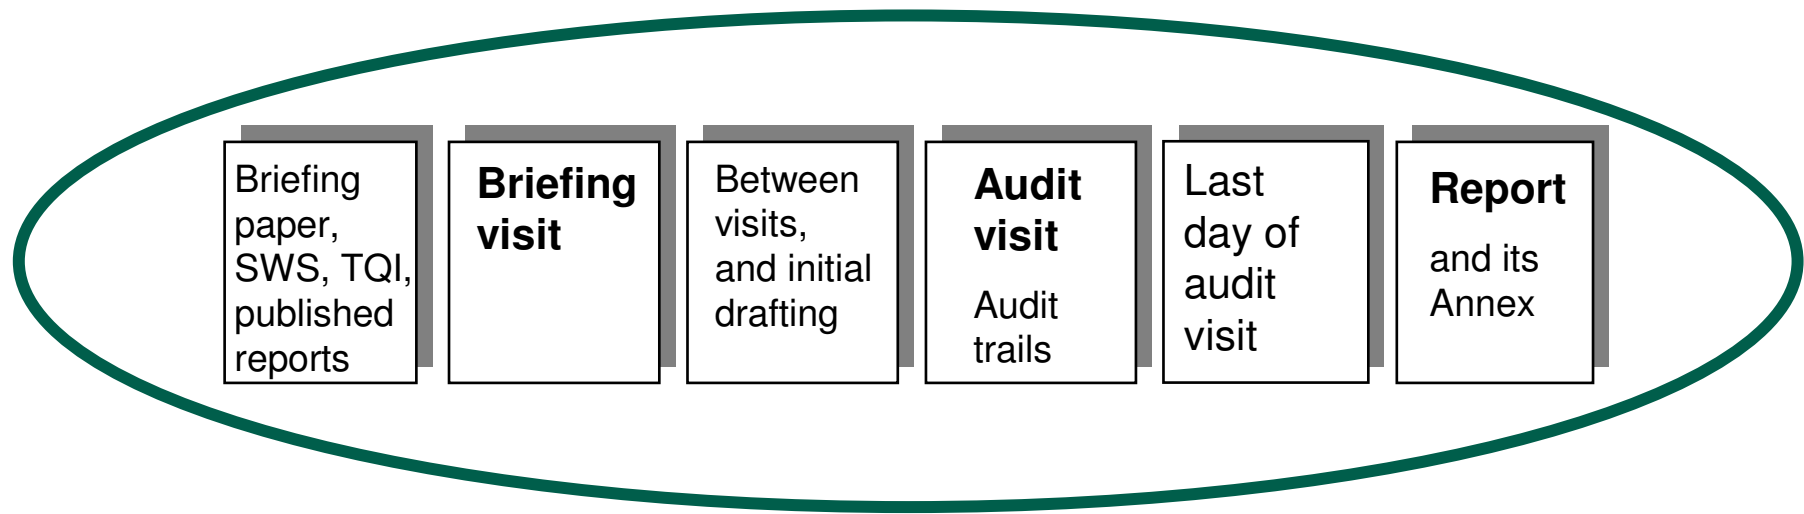 Briefing
paper,
SWS, TQI,
published
reports
Briefing
visit
Between
visits,
and initial
drafting
Audit
visit
Audit
trails
Last
day of
audit
visit
Report
and its
Annex